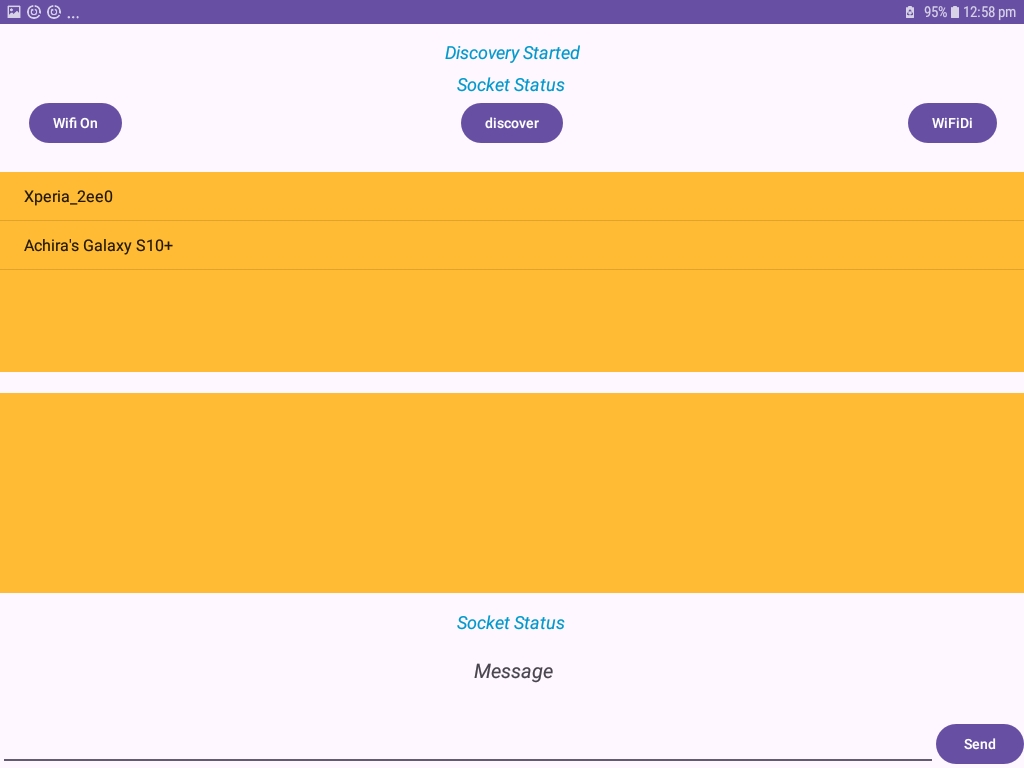 ... 95% 12:58 pm
Discovery Started
Socket Status
Wifi On discover WiFiDi
Xperia_2ee0
Achira's Galaxy S10+
Socket Status
Message
Send